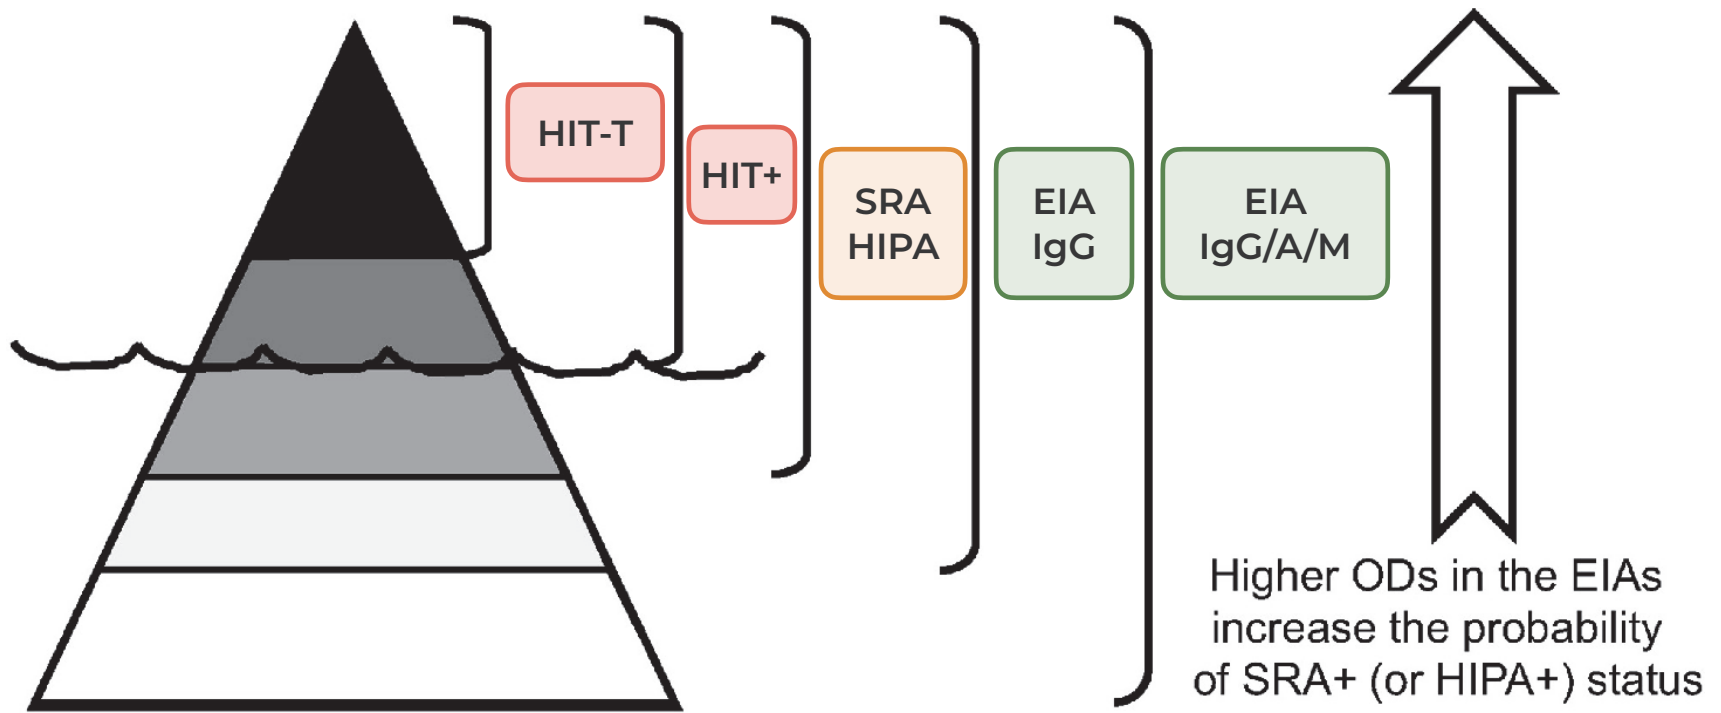 HIT-T
HIT+
SRA
HIPA
EIA
IgG
EIA
IgG/A/M
Higher ODs in the EIAs
increase the probability
of SRA+ (or HIPA+) status